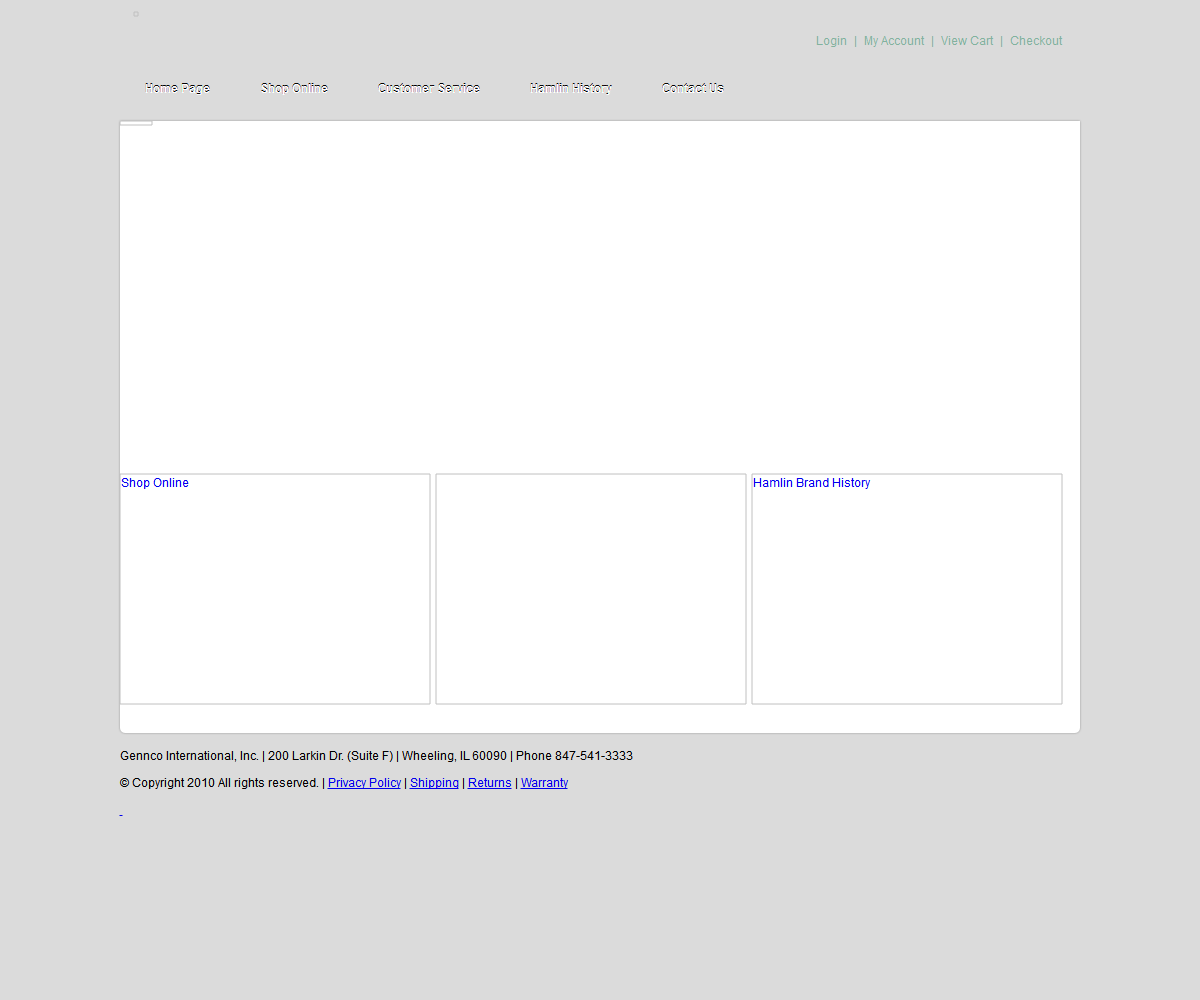 Login | My Account | View Cart | Checkout
Home Page Shop Online Customer Service Hamlin History Contact Us
Shop Online Hamlin Brand History
Gennco International, Inc. | 200 Larkin Dr. (Suite F) | Wheeling, IL 60090 | Phone 847-541-3333
© Copyright 2010 All rights reserved. | Privacy Policy | Shipping | Returns | Warranty
-